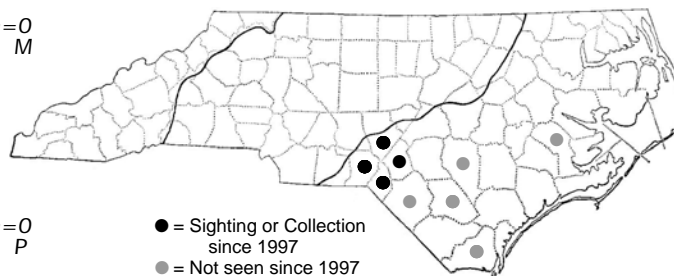 =0
M
=0
P
● = Sighting or Collection
since 1997
● = Not seen since 1997